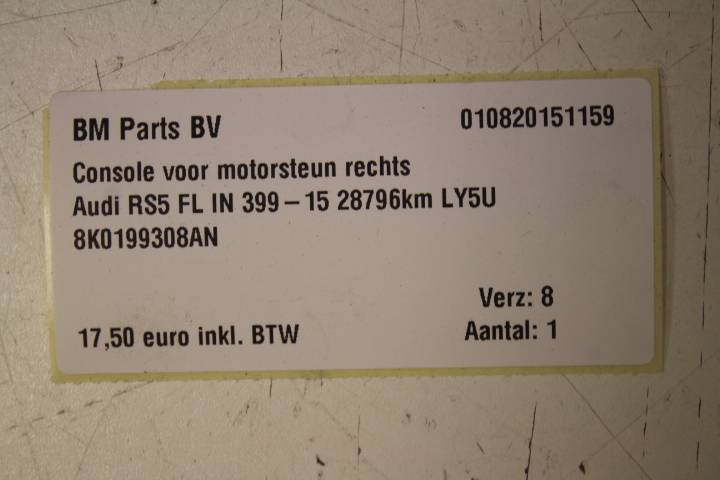 BM Parts BV 010820151159
Console voor motorsteun rechts
Audi RS5 FL IN 399 – 15 28796km LY5U
8K0199308AN
Verz: 8
17,50 euro inkl. BTW Aantal: 1